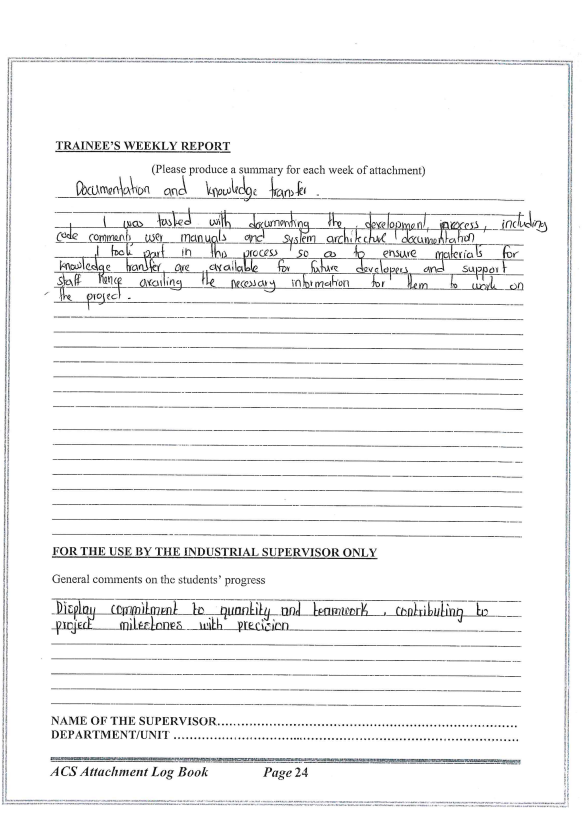 TRAINEE'S WEEKLY REPORT
(Please produce a summary for each week of attachment)
Documentation and knowledge transfer.
I was tasked with documenting the development, process, including
code comment, user manuals and system architecture documentation
I took part in this process so as to ensure materials for
knowledge transfer are available for future developers and support
staff hence availing the necessary information for them to work on
the project.
FOR THE USE BY THE INDUSTRIAL SUPERVISOR ONLY
General comments on the students' progress
Display commitment to quantity and teamwork, contributing to
project milestones with precision
NAME OF THE SUPERVISOR……………………………………………………………
DEPARTMENT/UNIT ……………………………………………………………………
ACS Attachment Log Book Page 24